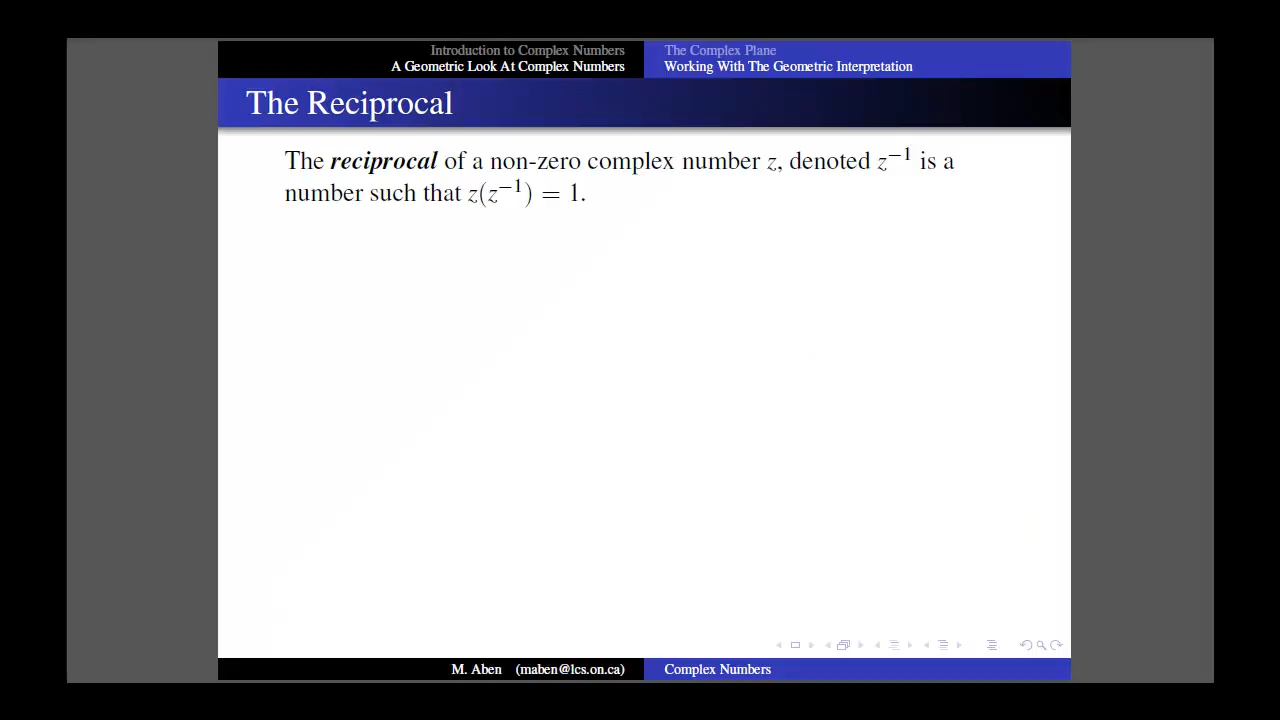 Introduction to Complex Numbers
A Geometric Look At Complex Numbers
The Complex Plane
Working With The Geometric Interpretation
The Reciprocal
The reciprocal of a non-zero complex number z, denoted z⁻¹ is a
number such that z(z⁻¹) = 1.
M. Aben (maben@lcs.on.ca)
Complex Numbers